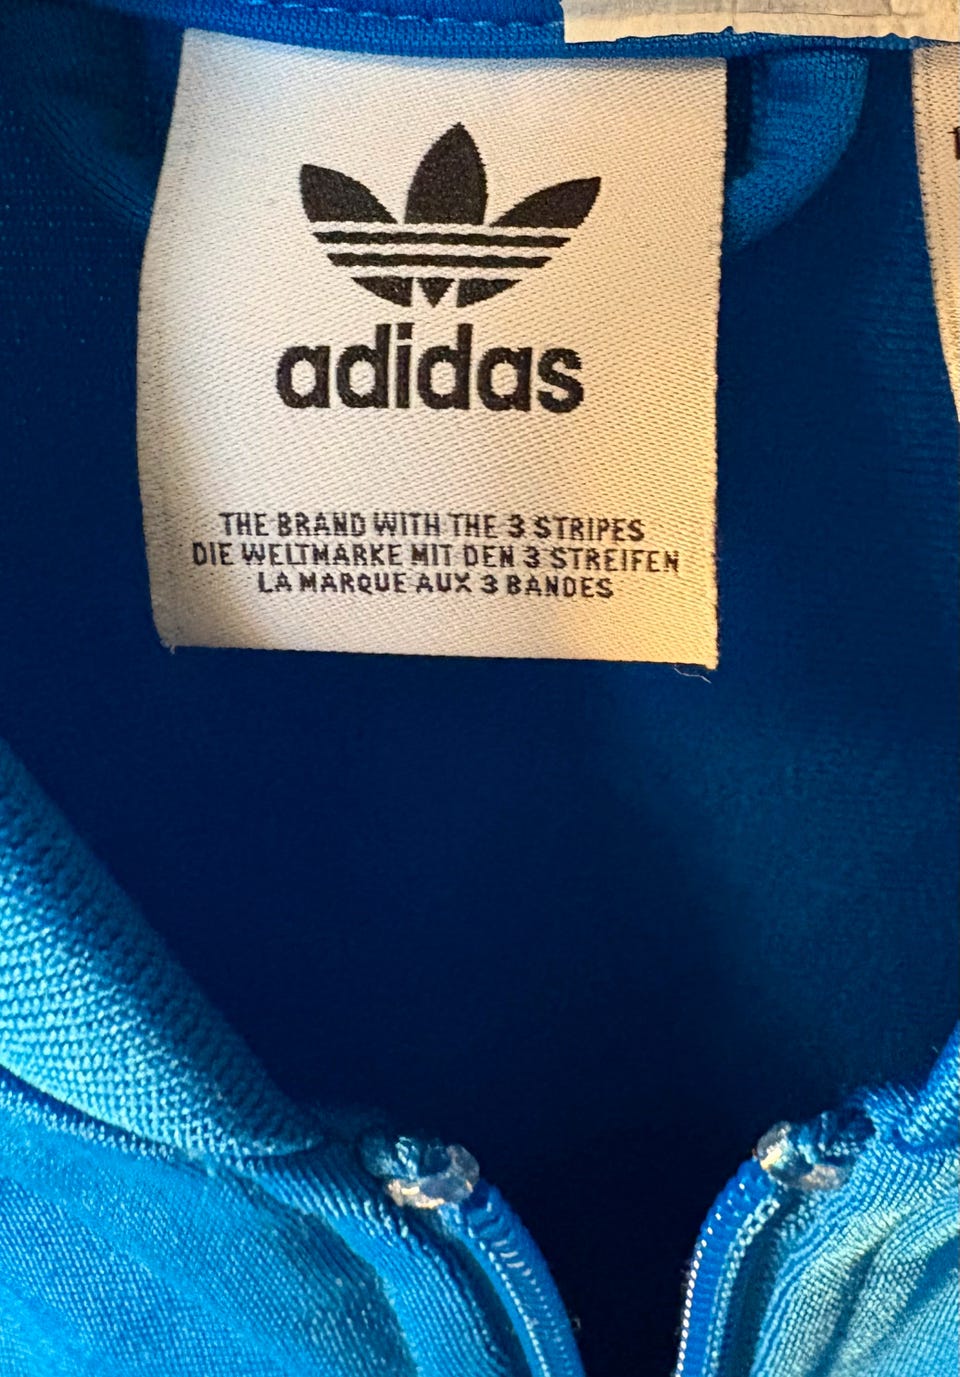 adidas
THE BRAND WITH THE 3 STRIPES
DIE WELTMARKE MIT DEN 3 STREIFEN
LA MARQUE AUX 3 BANDES